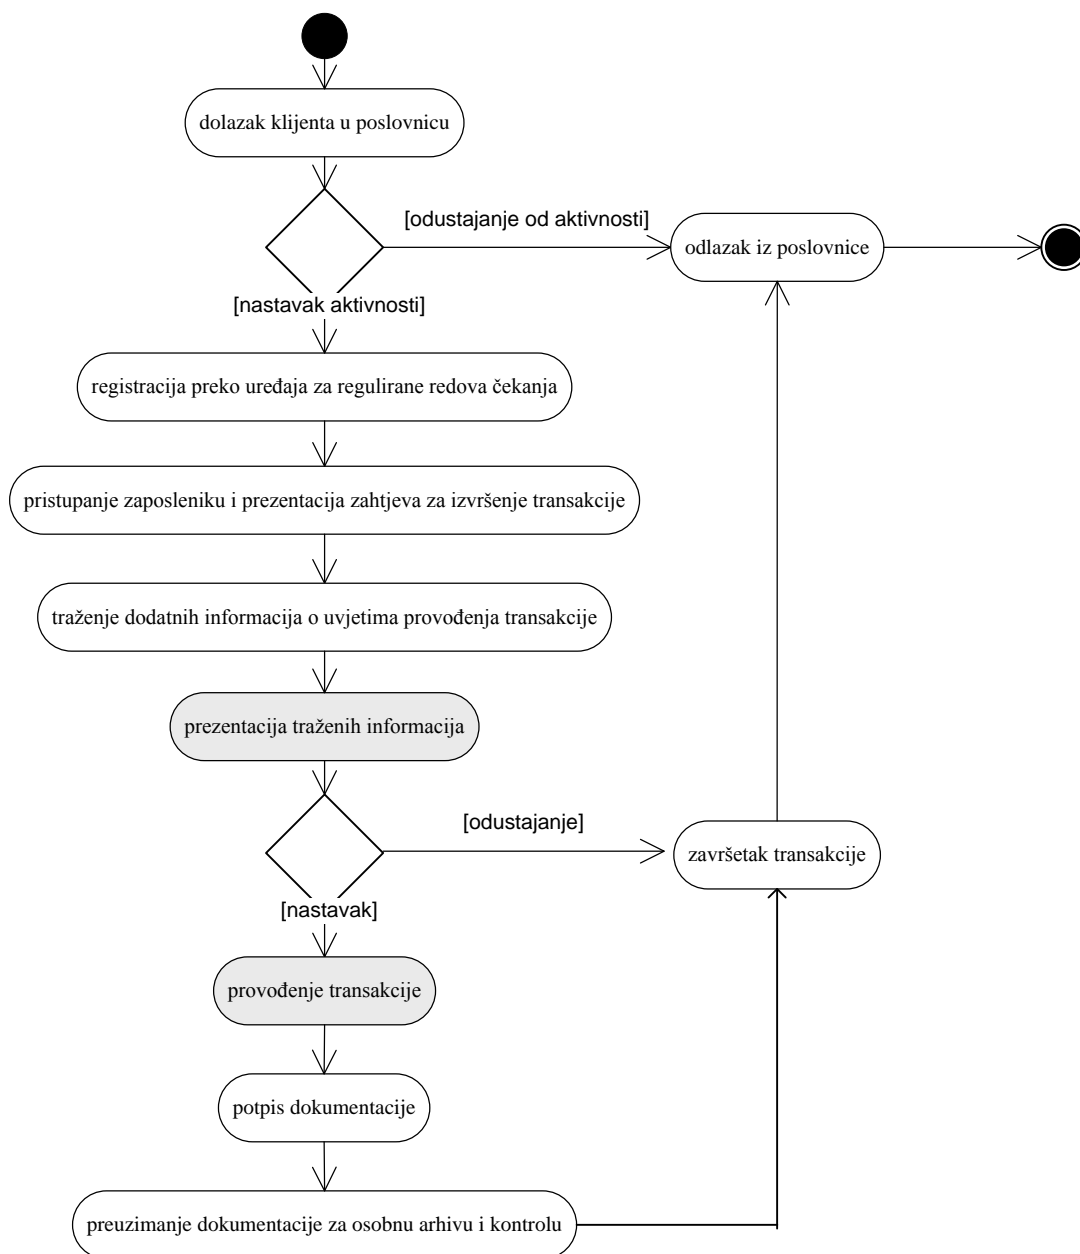 dolazak klijenta u poslovnicu
[odustajanje od aktivnosti]
odlazak iz poslovnice
[nastavak aktivnosti]
registracija preko uređaja za regulirane redova čekanja
pristupanje zaposleniku i prezentacija zahtjeva za izvršenje transakcije
traženje dodatnih informacija o uvjetima provođenja transakcije
prezentacija traženih informacija
[odustajanje]
završetak transakcije
[nastavak]
provođenje transakcije
potpis dokumentacije
preuzimanje dokumentacije za osobnu arhivu i kontrolu